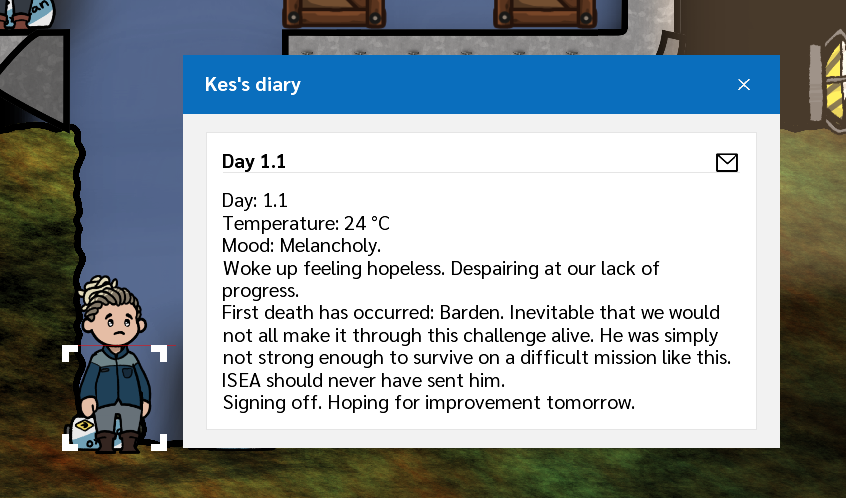 an
Kes's diary
Day 1.1
Day: 1.1
Temperature: 24 °C
Mood: Melancholy.
Woke up feeling hopeless. Despairing at our lack of
progress.
First death has occurred: Barden. Inevitable that we would
not all make it through this challenge alive. He was simply
not strong enough to survive on a difficult mission like this.
ISEA should never have sent him.
Signing off. Hoping for improvement tomorrow.